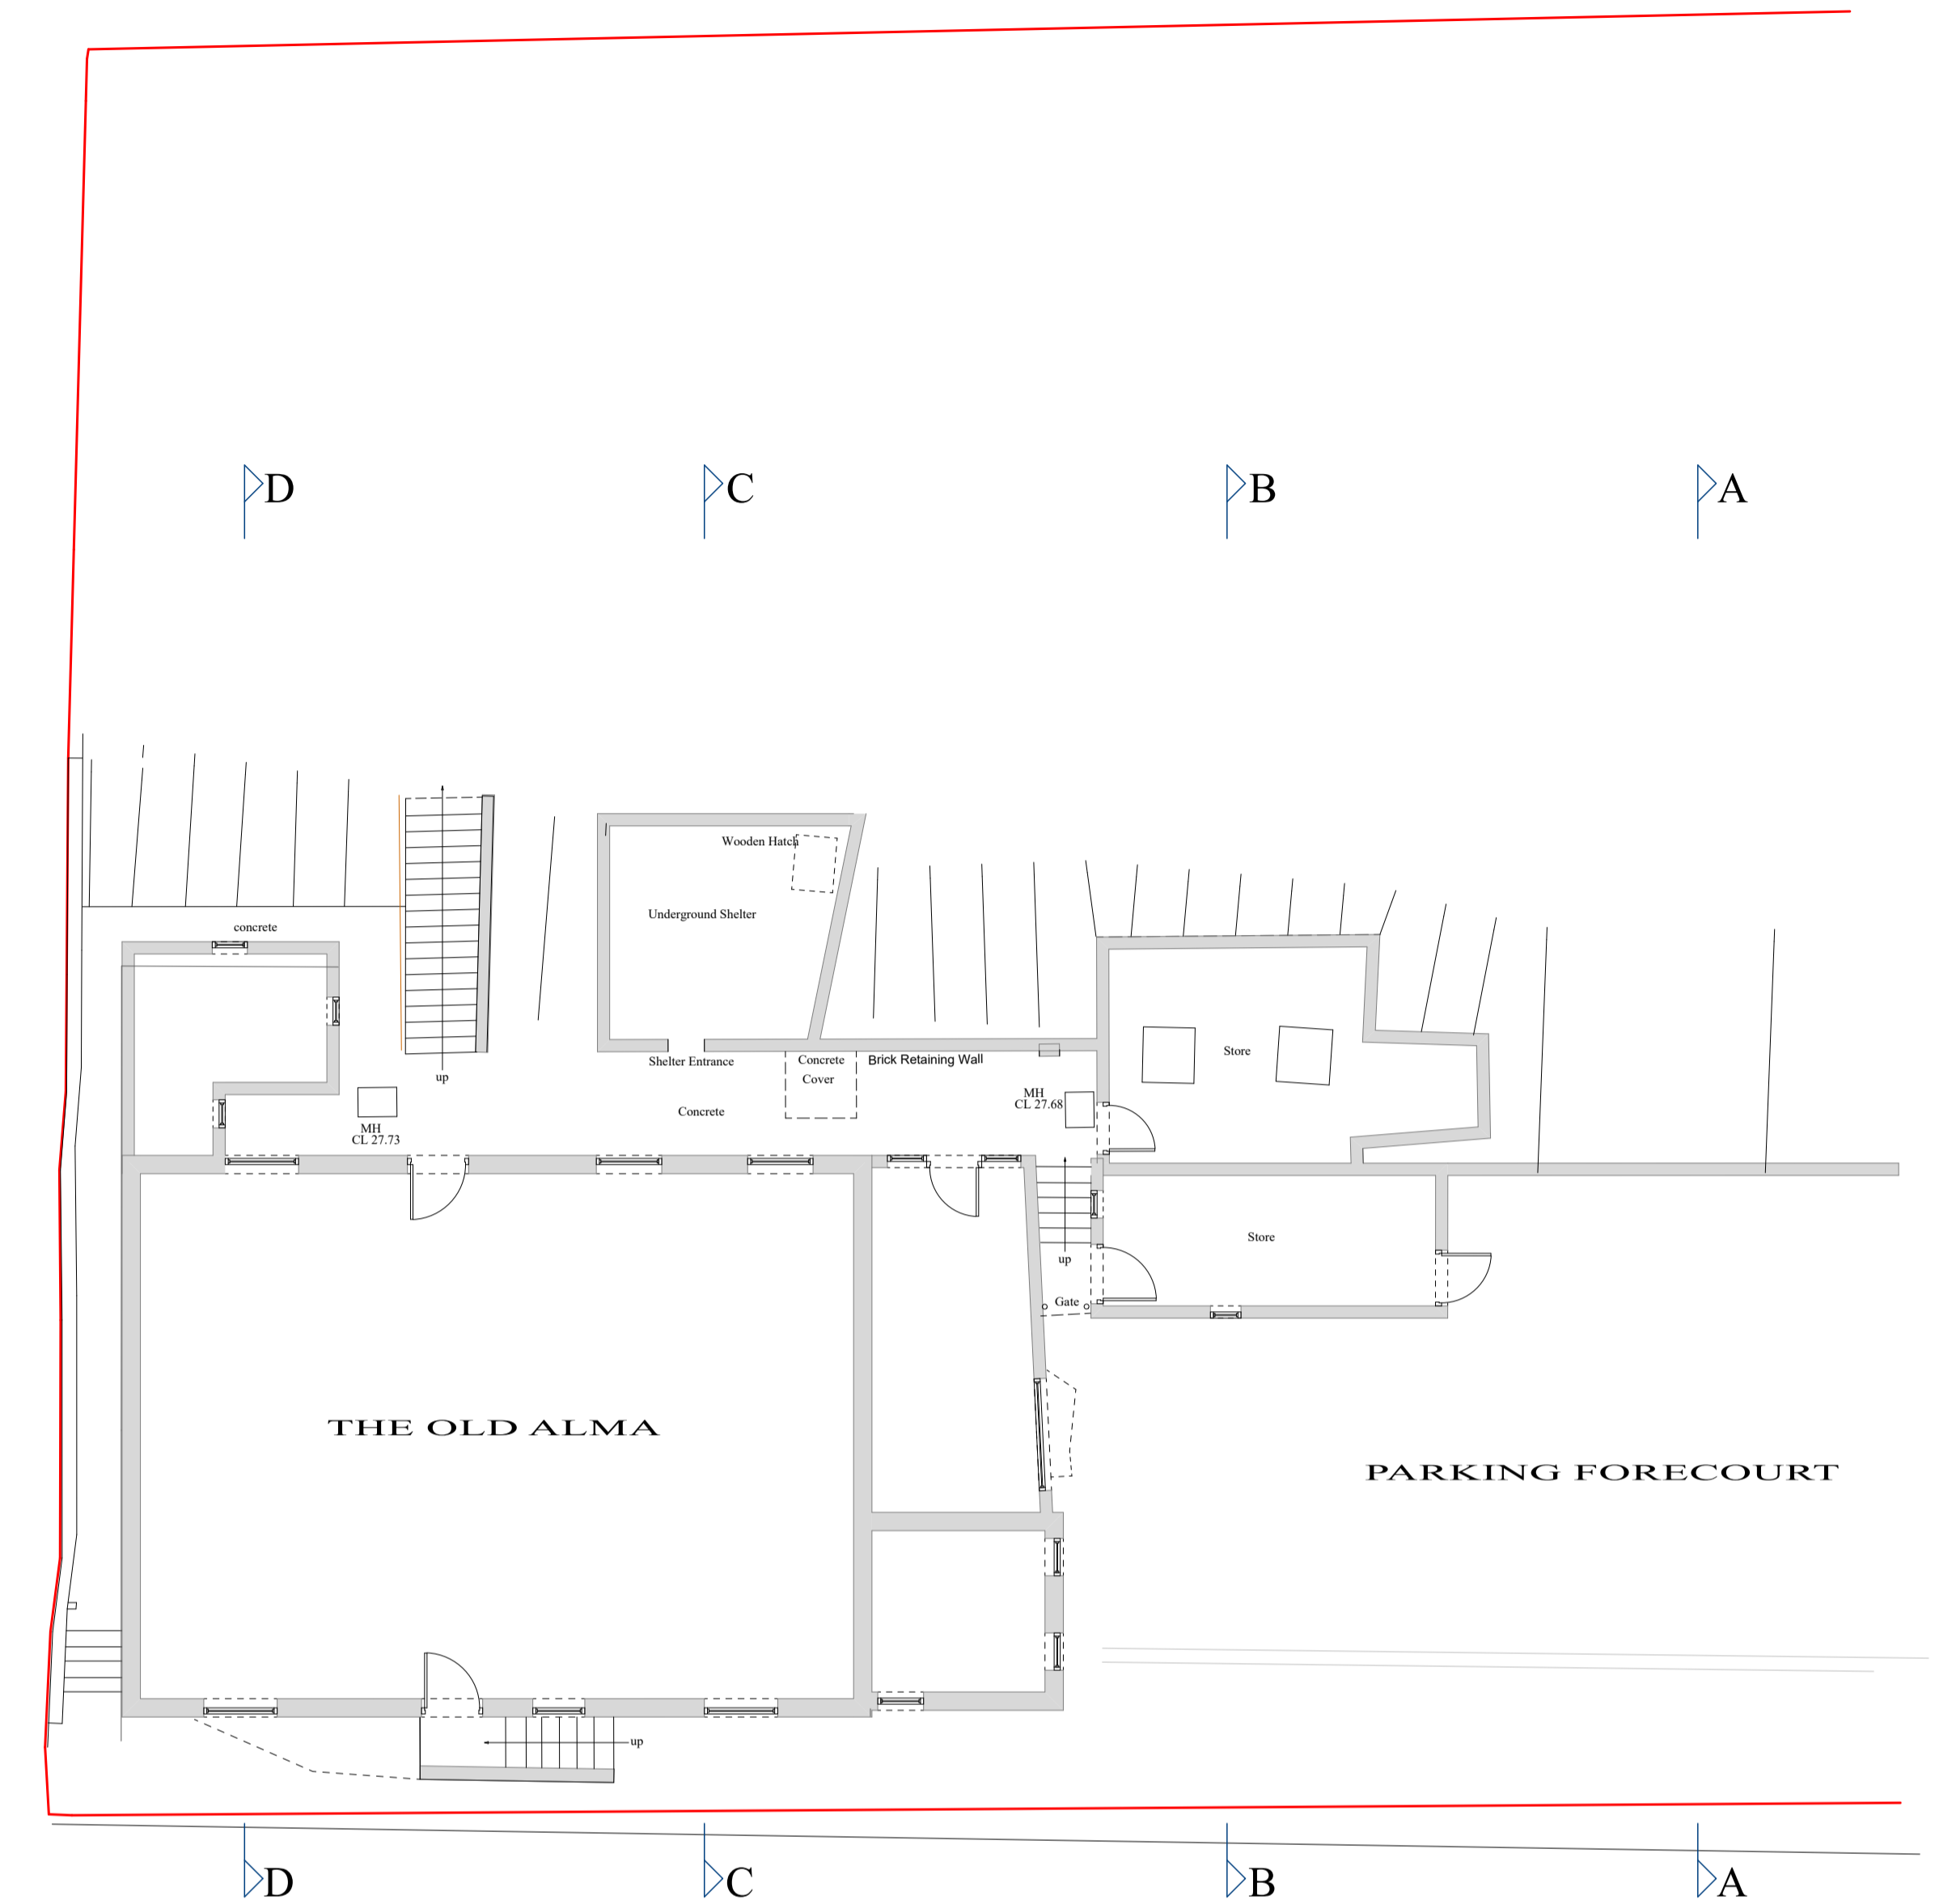 D
C
B
A
Wooden Hatch
Underground Shelter
concrete
Shelter Entrance
Concrete
Cover
Brick Retaining Wall
Store
up
MH
CL 27.68
Concrete
MH
CL 27.73
Store
up
Gate
THE OLD ALMA
PARKING FORECOURT
up
D
C
B
A